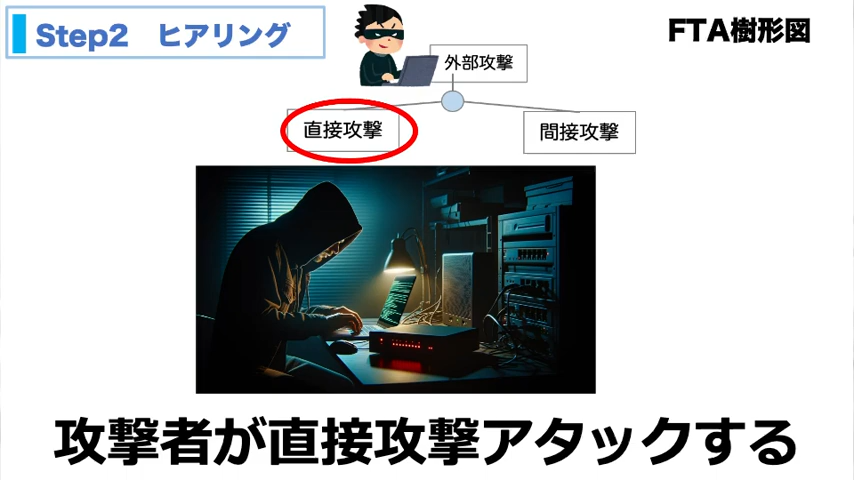 Step2　ヒアリング
FTA樹形図
外部攻撃
直接攻撃
間接攻撃
攻撃者が直接攻撃アタックする